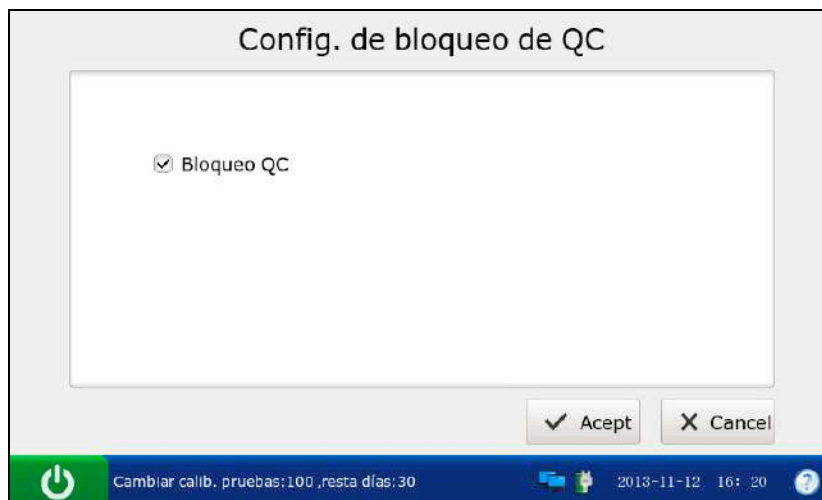 Config. de bloqueo de QC
Bloqueo QC
Acept
Cancel
Cambiar calib. pruebas:100 ,resta días:30
2013-11-12 16: 20
?